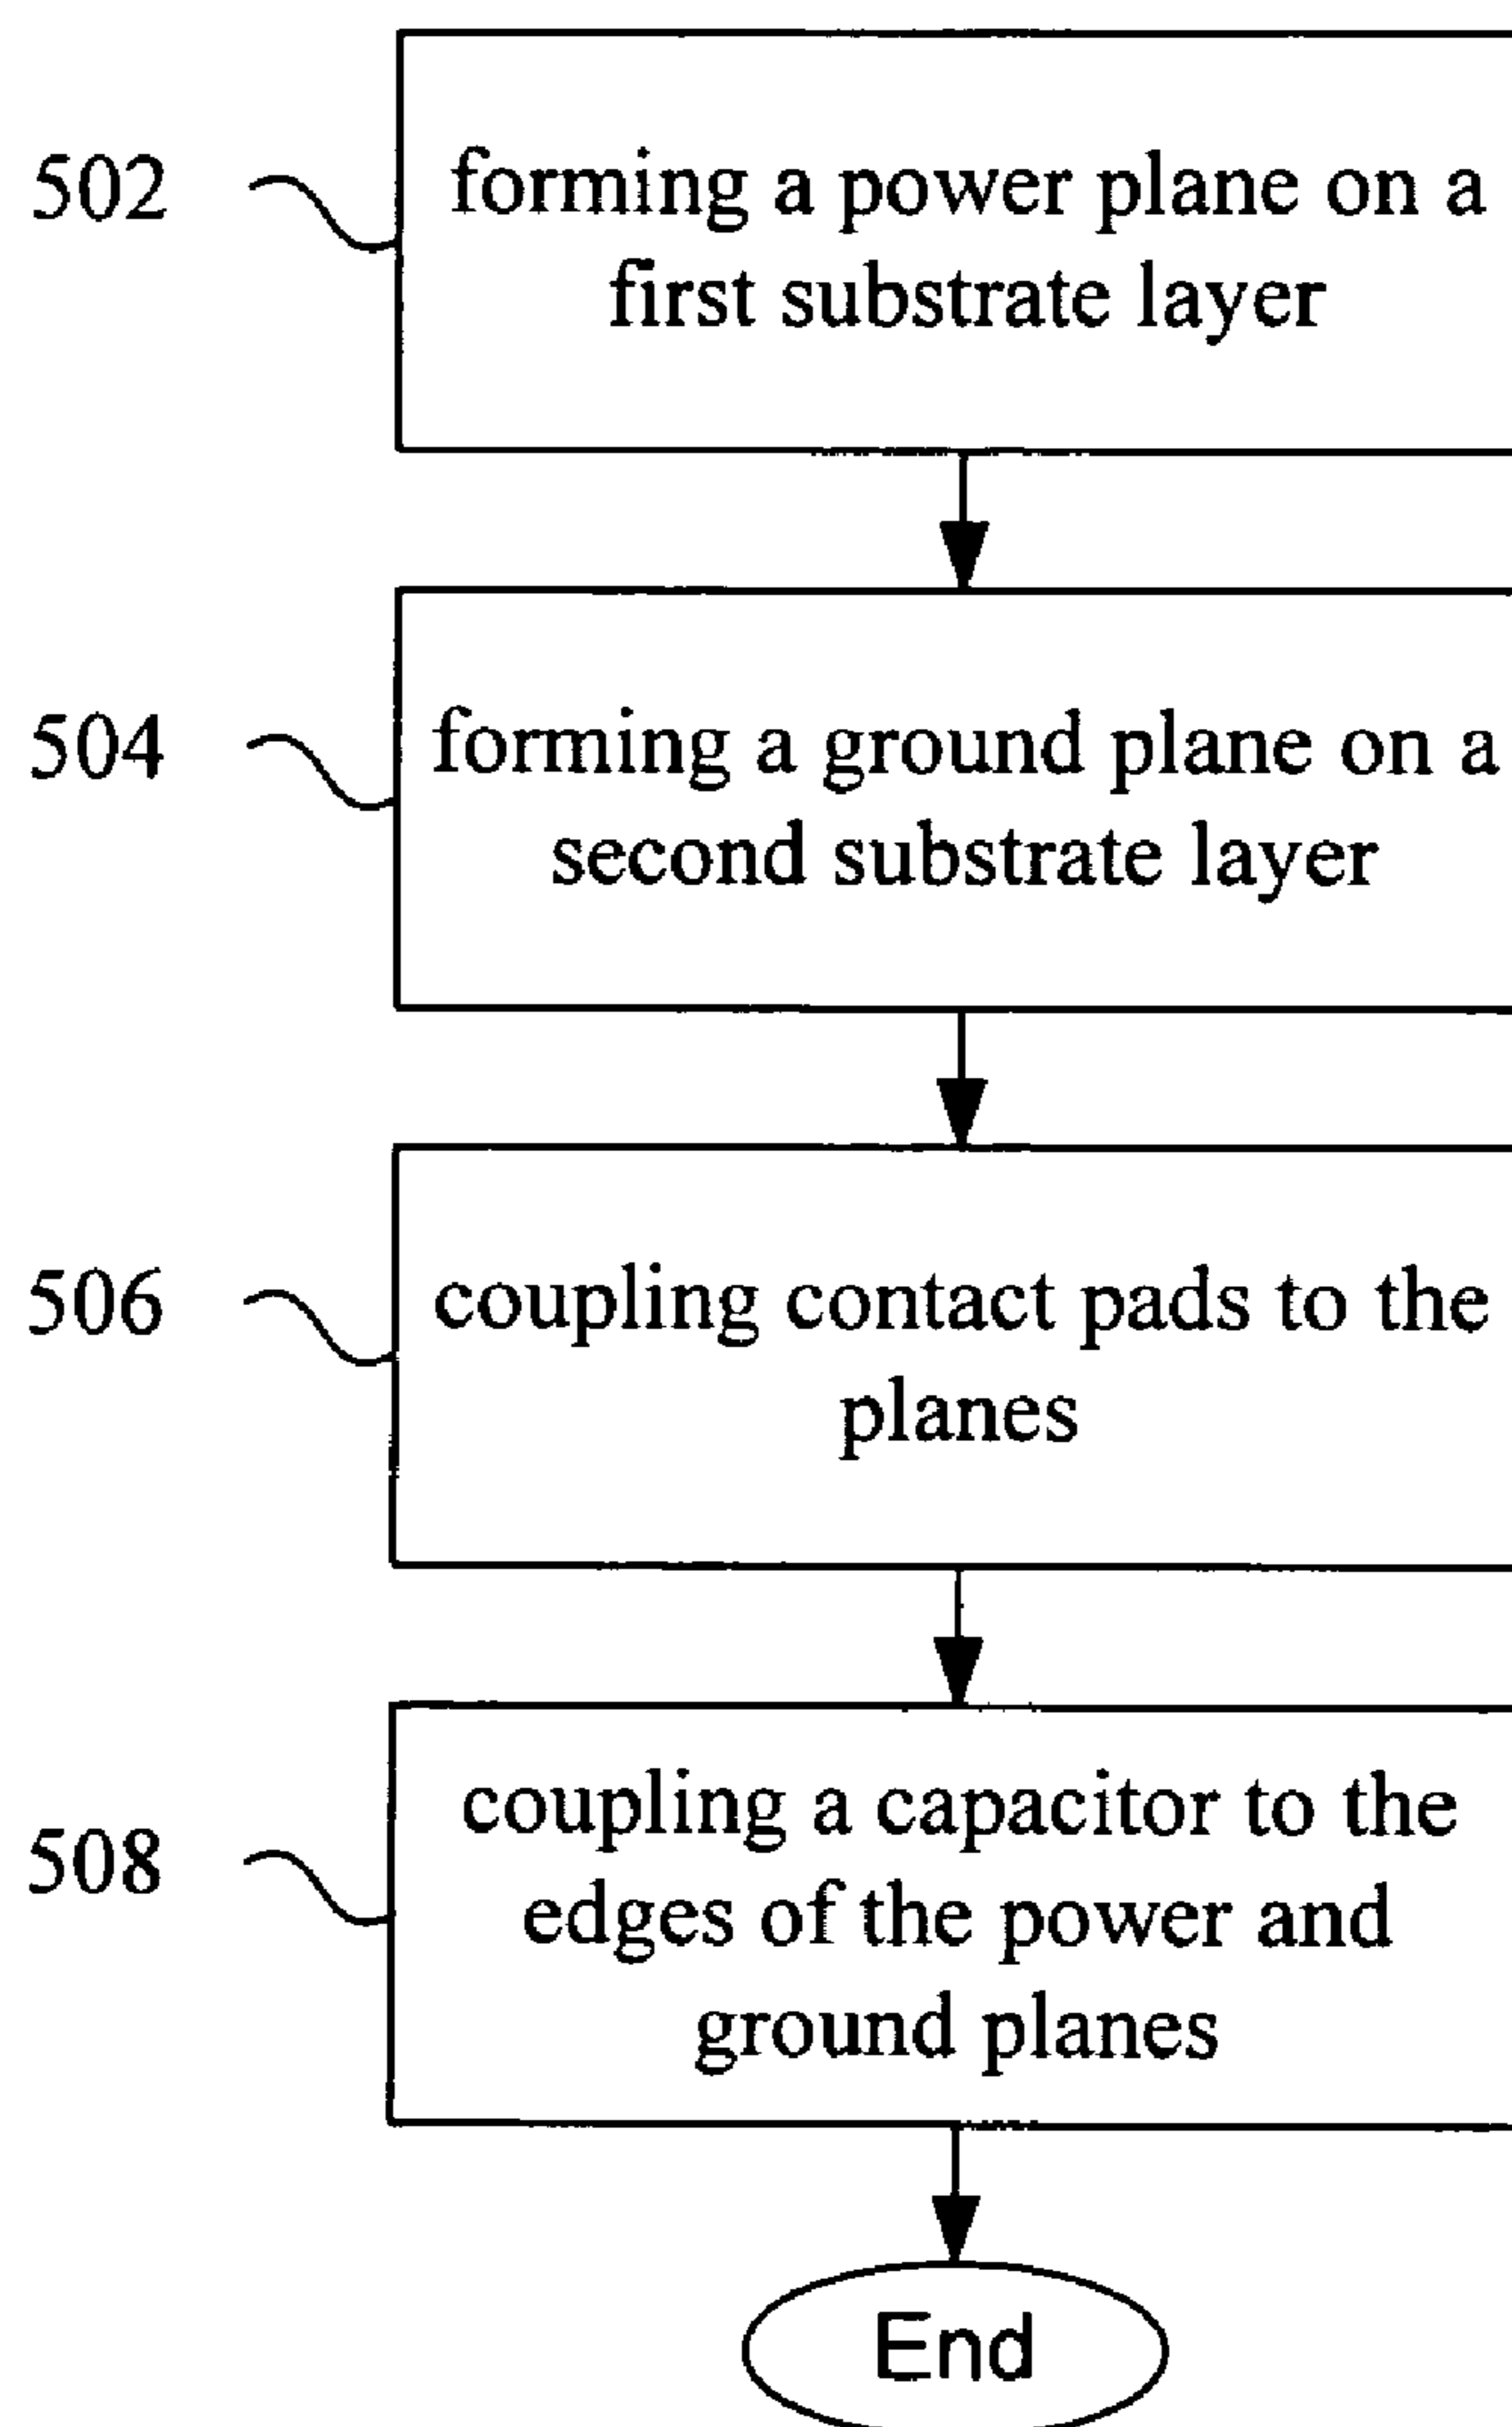 502
forming a power plane on a
first substrate layer
504
forming a ground plane on a
second substrate layer
506
coupling contact pads to the
planes
508
coupling a capacitor to the
edges of the power and
ground planes
End